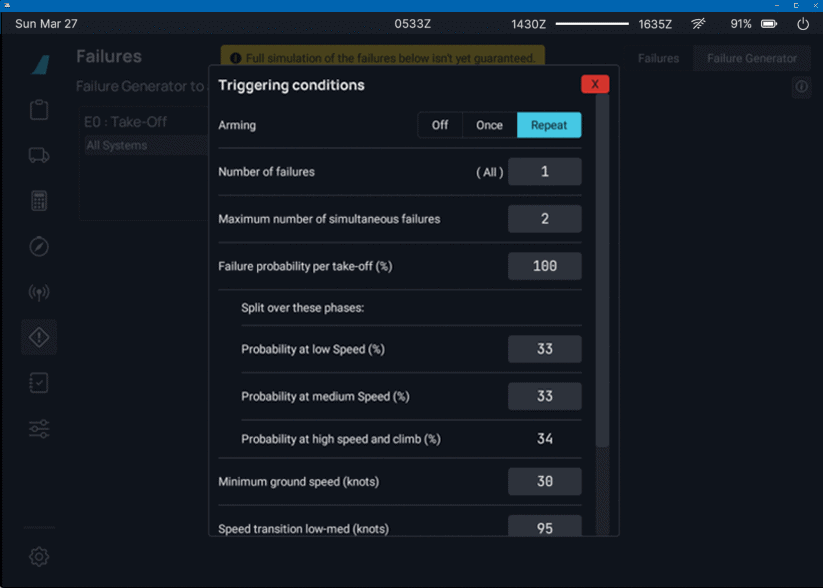 Sun Mar 27 0533Z 1430Z 1635Z 91%
Failures
Full simulation of the failures below isn't yet guaranteed.
Failures Failure Generator
Failure Generator to
E0 : Take-Off
All Systems
Triggering conditions X
Arming Off Once Repeat
Number of failures ( All ) 1
Maximum number of simultaneous failures 2
Failure probability per take-off (%) 100
Split over these phases:
Probability at low Speed (%) 33
Probability at medium Speed (%) 33
Probability at high speed and climb (%) 34
Minimum ground speed (knots) 30
Speed transition low-med (knots) 95